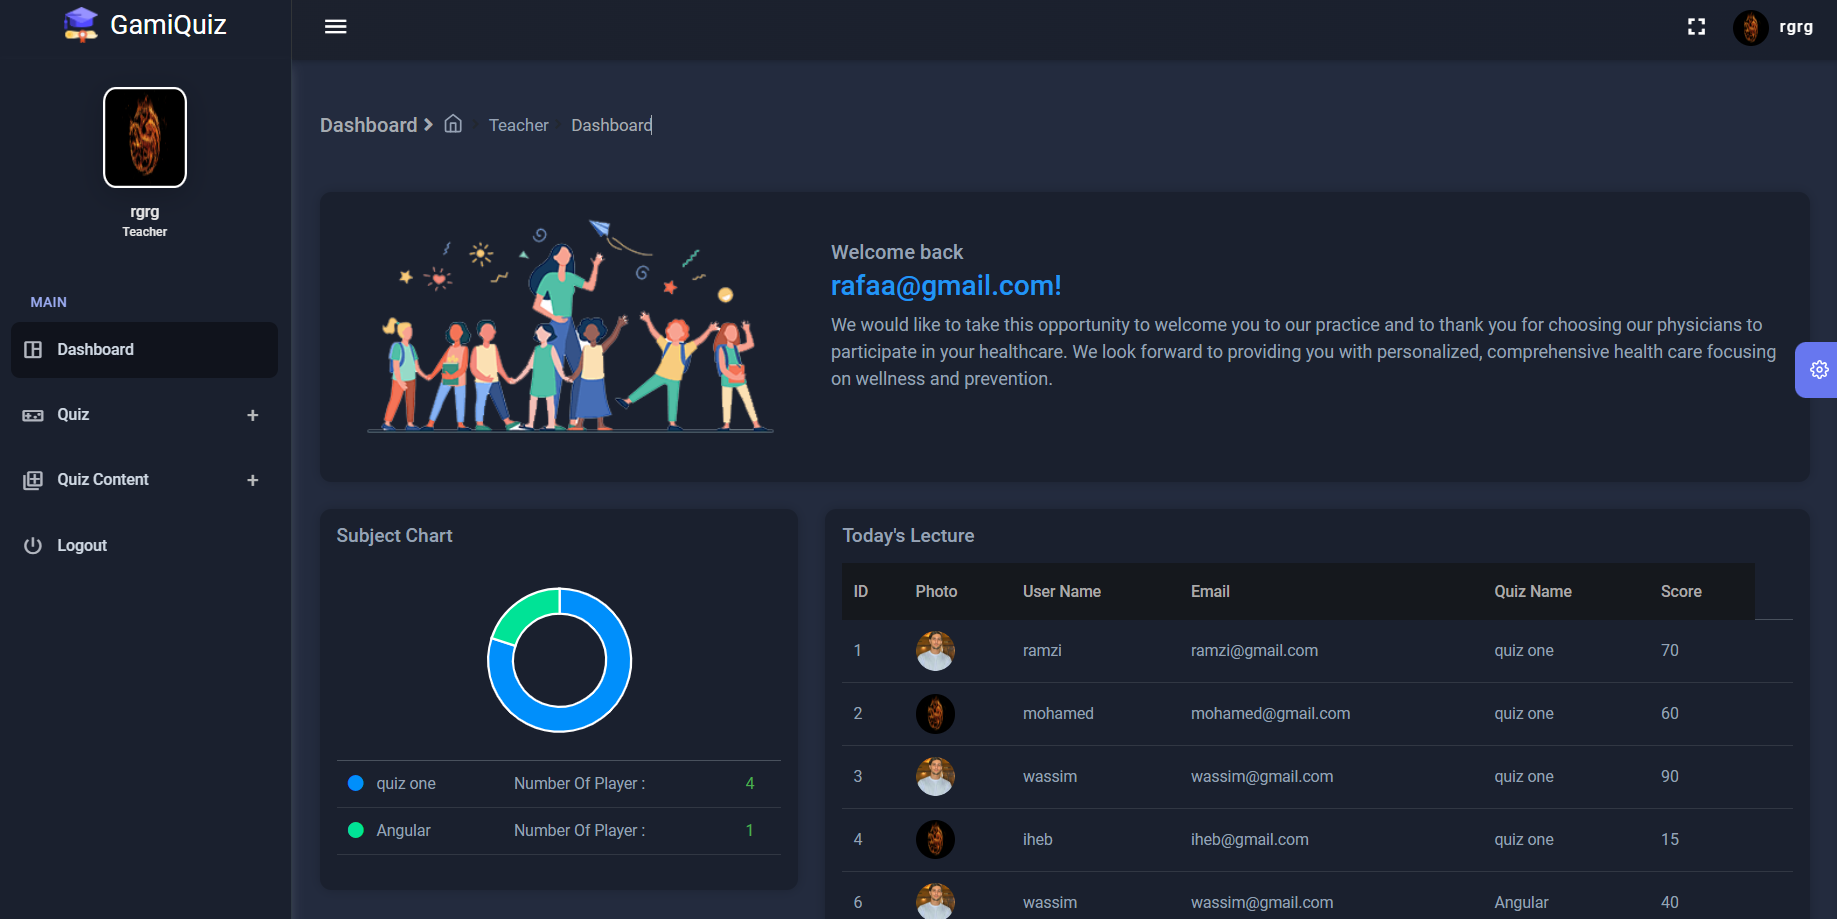 GamiQuiz
rgrg
rgrg
Teacher
MAIN
Dashboard
Quiz
+
Quiz Content
+
Logout
Dashboard
Teacher
Dashboard
Welcome back
rafaa@gmail.com!
We would like to take this opportunity to welcome you to our practice and to thank you for choosing our physicians to
participate in your healthcare. We look forward to providing you with personalized, comprehensive health care focusing
on wellness and prevention.
Subject Chart
quiz one Number Of Player : 4
Angular Number Of Player : 1
Today's Lecture
ID Photo User Name Email Quiz Name Score
1 ramzi ramzi@gmail.com quiz one 70
2 mohamed mohamed@gmail.com quiz one 60
3 wassim wassim@gmail.com quiz one 90
4 iheb iheb@gmail.com quiz one 15
6 wassim wassim@gmail.com Angular 40